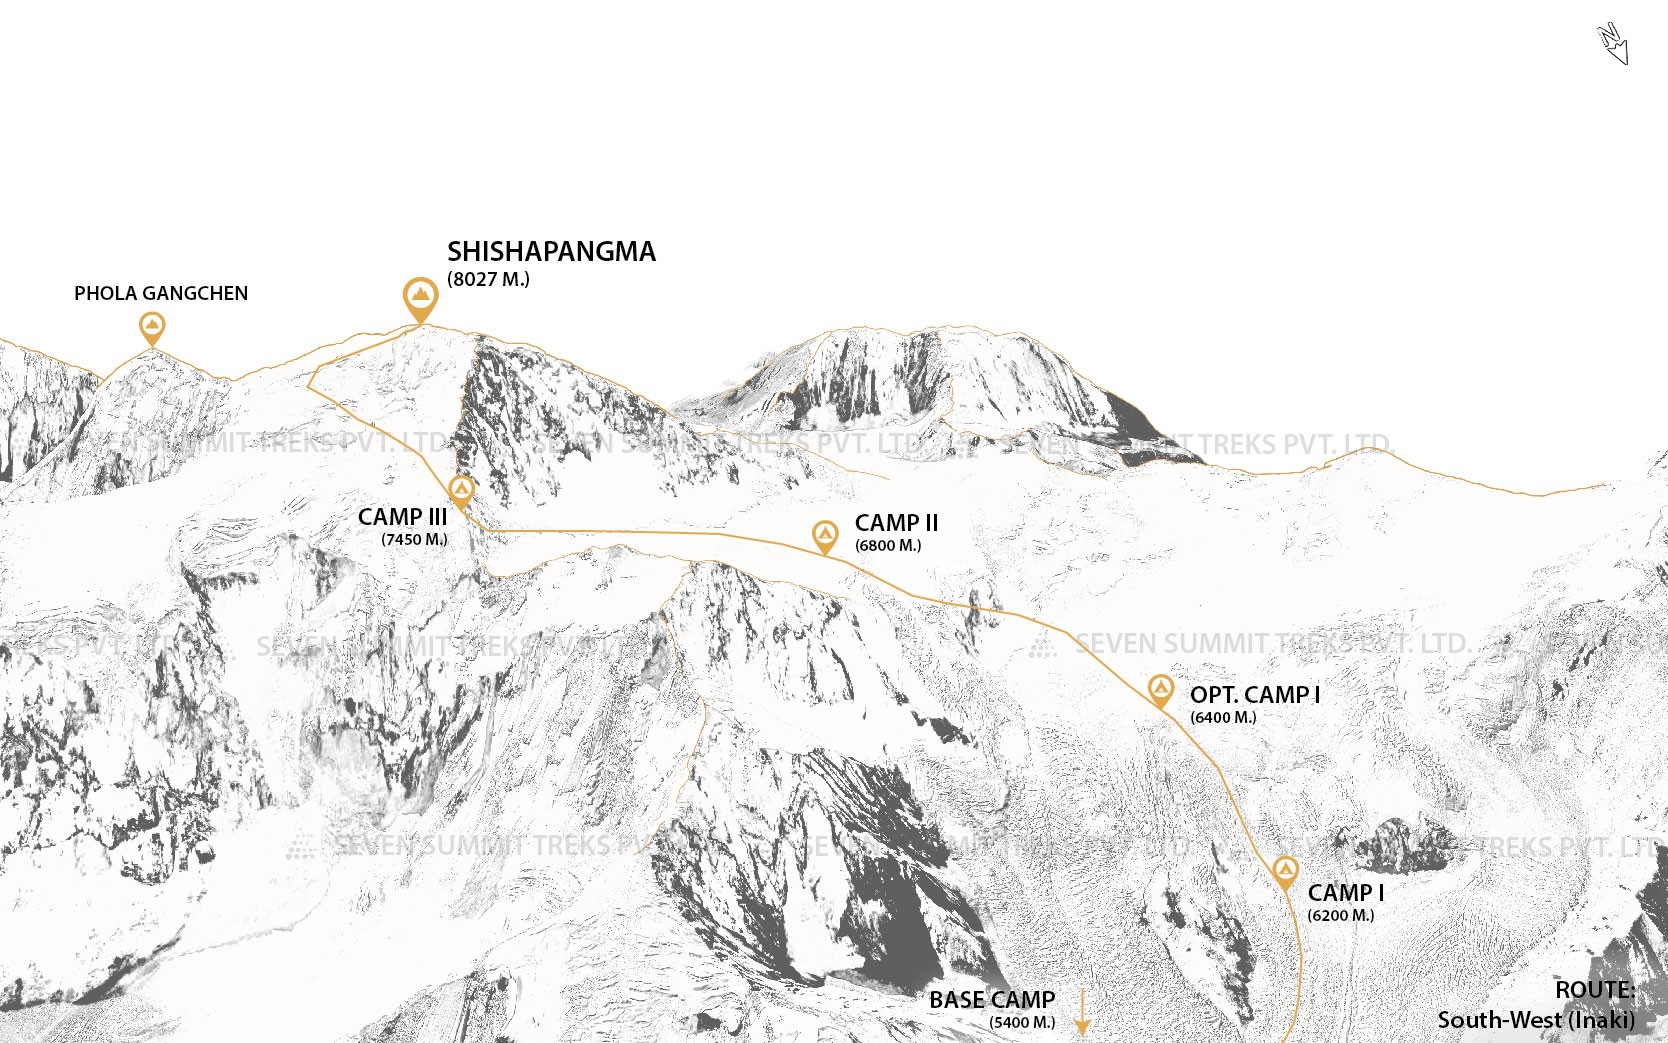 N
SHISHAPANGMA
(8027 M.)
PHOLA GANGCHEN
SEVEN SUMMIT TREKS PVT. LTD.
SEVEN SUMMIT TREKS PVT. LTD.
SEVEN SUMMIT TREKS PVT. LTD.
CAMP III
(7450 M.)
CAMP II
(6800 M.)
TREKS PVT. LTD.
SEVEN SUMMIT TREKS PVT. LTD.
SEVEN SUMMIT TREKS PVT. LTD.
SEVEN SU
OPT. CAMP I
(6400 M.)
SEVEN SUMMIT TREKS PVT.
SEVEN SUMMIT TREKS PVT. LTD.
SEVEN SUMMIT TREKS PVT. LTD
CAMP I
(6200 M.)
BASE CAMP
(5400 M.)
ROUTE:
South-West (Inaki)